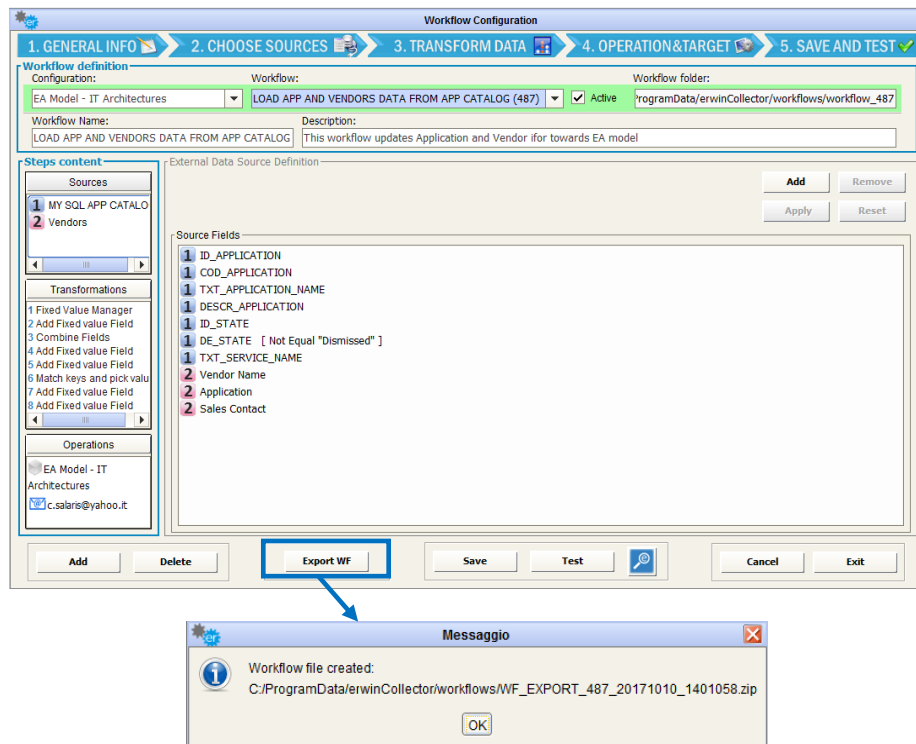 er
Workflow Configuration
1. GENERAL INFO 2. CHOOSE SOURCES 3. TRANSFORM DATA 4. OPERATION&TARGET 5. SAVE AND TEST
Workflow definition
Configuration: Workflow: Workflow folder:
EA Model - IT Architectures LOAD APP AND VENDORS DATA FROM APP CATALOG (487) Active ProgramData/erwinCollector/workflows/workflow_487
Workflow Name: Description:
LOAD APP AND VENDORS DATA FROM APP CATALOG This workflow updates Application and Vendor ifor towards EA model
Steps content
Sources
1 MY SQL APP CATALO
2 Vendors
Transformations
1 Fixed Value Manager
2 Add Fixed value Field
3 Combine Fields
4 Add Fixed value Field
5 Add Fixed value Field
6 Match keys and pick valu
7 Add Fixed value Field
8 Add Fixed value Field
Operations
EA Model - IT
Architectures
c.salaris@yahoo.it
External Data Source Definition
Add Remove
Apply Reset
Source Fields
1 ID_APPLICATION
1 COD_APPLICATION
1 TXT_APPLICATION_NAME
1 DESCR_APPLICATION
1 ID_STATE
1 DE_STATE [ Not Equal "Dismissed" ]
1 TXT_SERVICE_NAME
2 Vendor Name
2 Application
2 Sales Contact
Add Delete Export WF Save Test Cancel Exit
er
Messaggio
Workflow file created:
C:/ProgramData/erwinCollector/workflows/WF_EXPORT_487_20171010_1401058.zip
OK